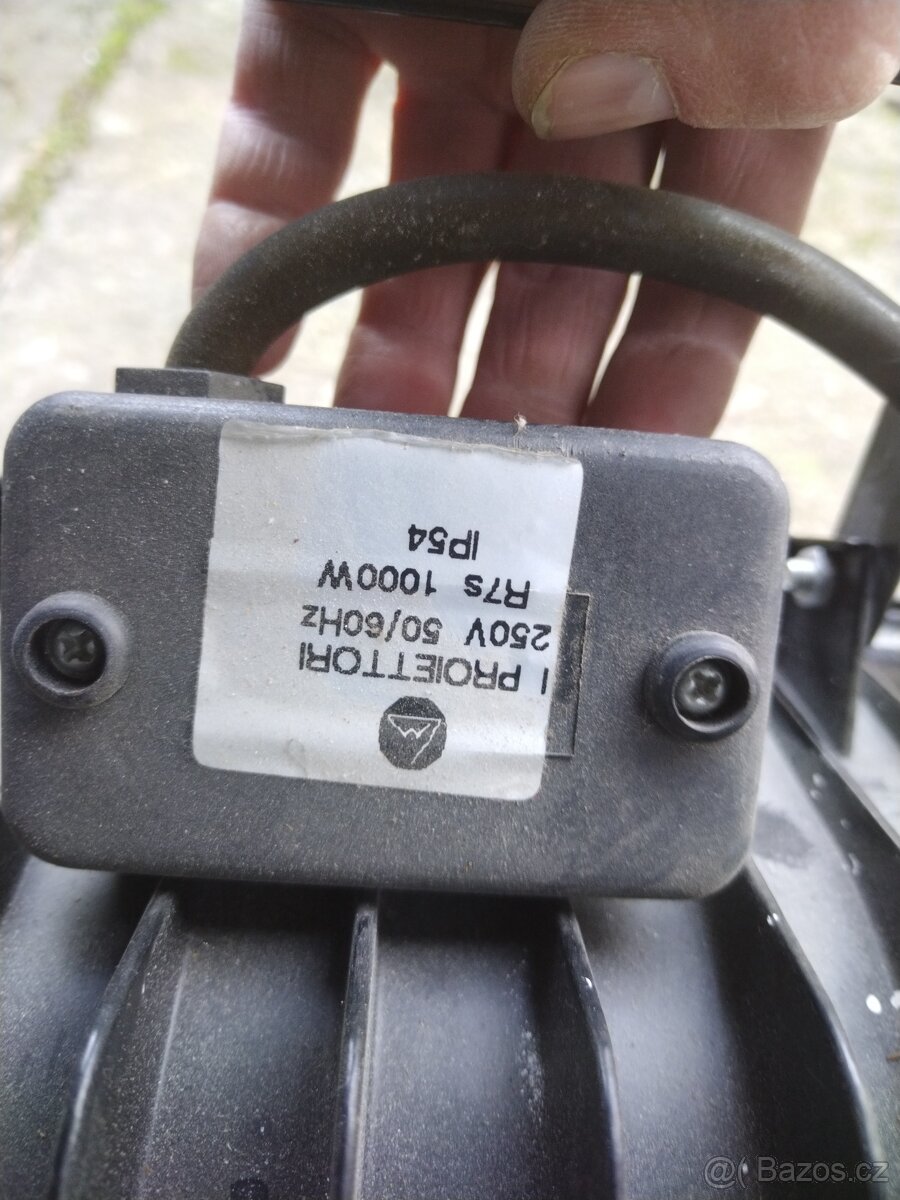 I PROIETTORI
250V 50/60Hz
R7s 1000W
IP54
@( Bazos.cz